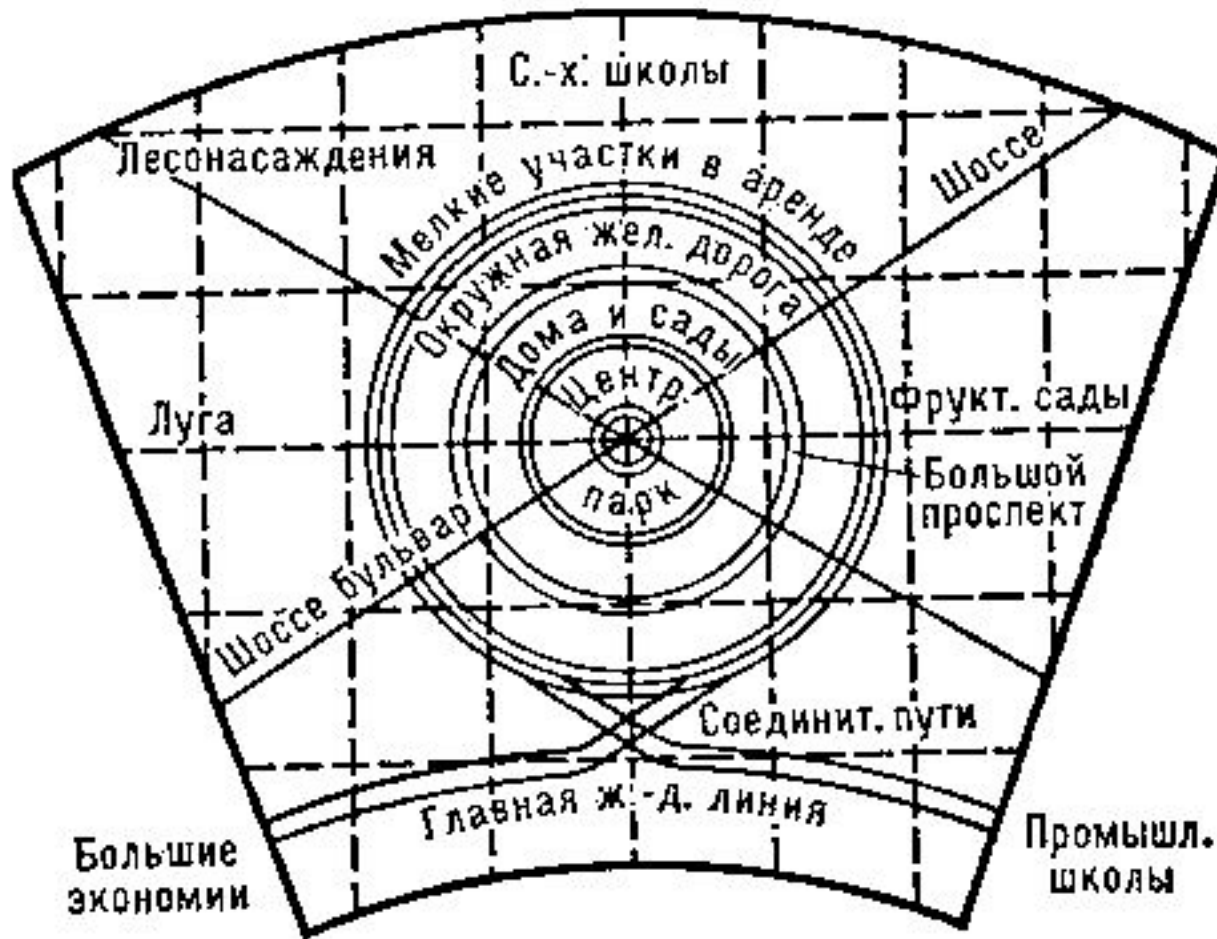 С.-х. школы
Лесонасаждения
Шоссе
Мелкие участки в аренде
Окружная жел. дорога
Дома и сады
Центр.
парк
Луга
Фрукт. сады
Большой
проспект
Шоссе бульвар
Соединит. пути
Главная ж.-д. линия
Большие
экономии
Промышл.
школы